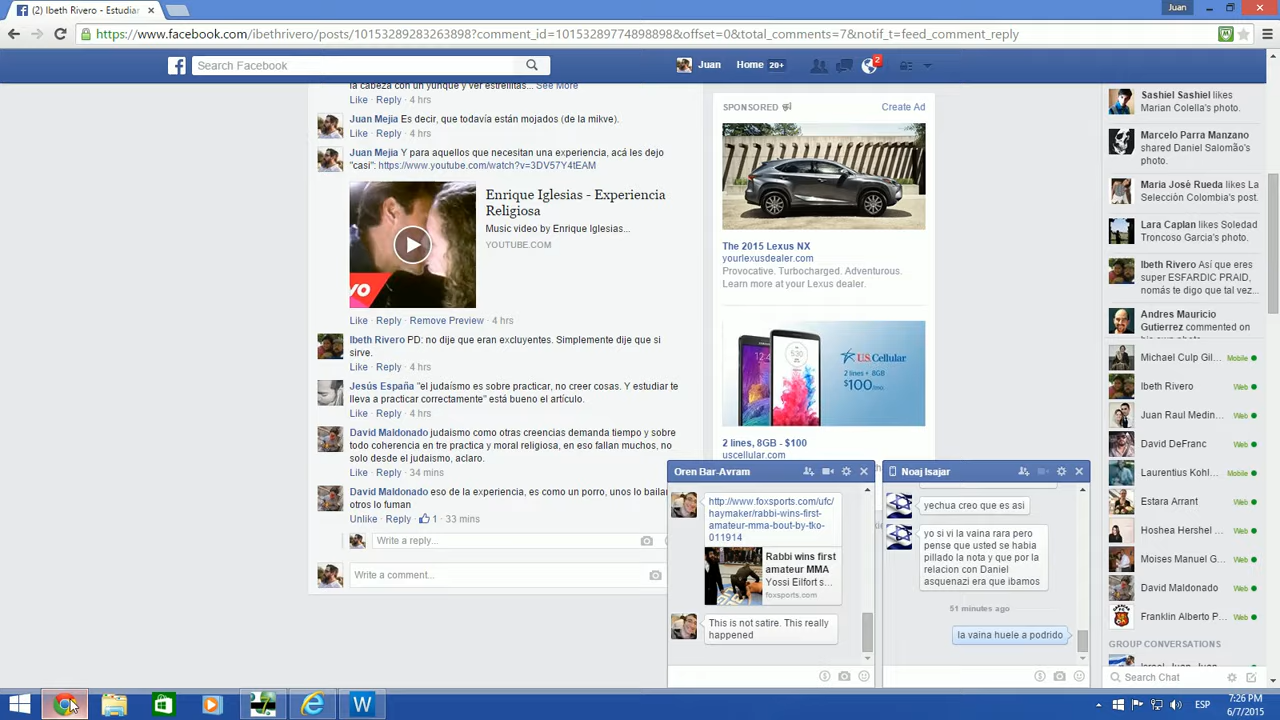 (2) Ibeth Rivero - Estudiar
Juan
https://www.facebook.com/ibethrivero/posts/10153289283263898?comment_id=10153289774898898&offset=0&total_comments=7&notif_t=feed_comment_reply
Search Facebook
Juan
Home 20+
2
la cabeza con un yunque y ver estrellitas... See More
Like · Reply · 4 hrs
Juan Mejia Es decir, que todavía están mojados (de la mikve).
Like · Reply · 4 hrs
Juan Mejia Y para aquellos que necesitan una experiencia, acá les dejo
"casi": https://www.youtube.com/watch?v=3DV57Y4tEAM
Enrique Iglesias - Experiencia
Religiosa
Music video by Enrique Iglesias...
YOUTUBE.COM
Like · Reply · Remove Preview · 4 hrs
Ibeth Rivero PD: no dije que eran excluyentes. Simplemente dije que si
sirve.
Like · Reply · 4 hrs
Jesús España "el judaísmo es sobre practicar, no creer cosas. Y estudiar te
lleva a practicar correctamente" está bueno el artículo.
Like · Reply · 4 hrs
David Maldonado judaismo como otras creencias demanda tiempo y sobre
todo coherencia en tre practica y moral religiosa, en eso fallan muchos, no
solo desde el judaismo, aclaro.
Like · Reply · 34 mins
David Maldonado eso de la experiencia, es como un porro, unos lo bailan
otros lo fuman
Unlike · Reply · 1 · 33 mins
Write a reply...
Write a comment...
SPONSORED
Create Ad
The 2015 Lexus NX
yourlexusdealer.com
Provocative. Turbocharged. Adventurous.
Learn more at your Lexus dealer.
5:30
US Cellular
2 lines + 8GB
$100/mo.
2 lines, 8GB - $100
uscellular.com
Oren Bar-Avram
http://www.foxsports.com/ufc/
haymaker/rabbi-wins-first-
amateur-mma-bout-by-tko-
011914
Rabbi wins first
amateur MMA
Yossi Eilfort s...
foxsports.com
This is not satire. This really
happened
Noaj Isajar
yechua creo que es asi
yo si vi la vaina rara pero
pense que usted se habia
pillado la nota y que por la
relacion con Daniel
asquenazi era que ibamos
51 minutes ago
la vaina huele a podrido
Sashiel Sashiel likes
Marian Colella's photo.
Marcelo Parra Manzano
shared Daniel Salomão's
photo.
Maria José Rueda likes La
Selección Colombia's post.
Lara Caplan likes Soledad
Troncoso Garcia's photo.
Ibeth Rivero Así que eres
super ESFARDIC PRAID,
nomás te digo que tal vez...
Andres Mauricio
Gutierrez commented on
Michael Culp Gil... Mobile
Ibeth Rivero Web
Juan Raul Medin... Web
David DeFranc Web
Laurentius Kohl... Mobile
Estara Arrant Web
Hoshea Hershel ... Web
Moises Manuel G... Web
David Maldonado Web
Franklin Alberto P... Web
GROUP CONVERSATIONS
Search Chat
ESP
7:26 PM
6/7/2015